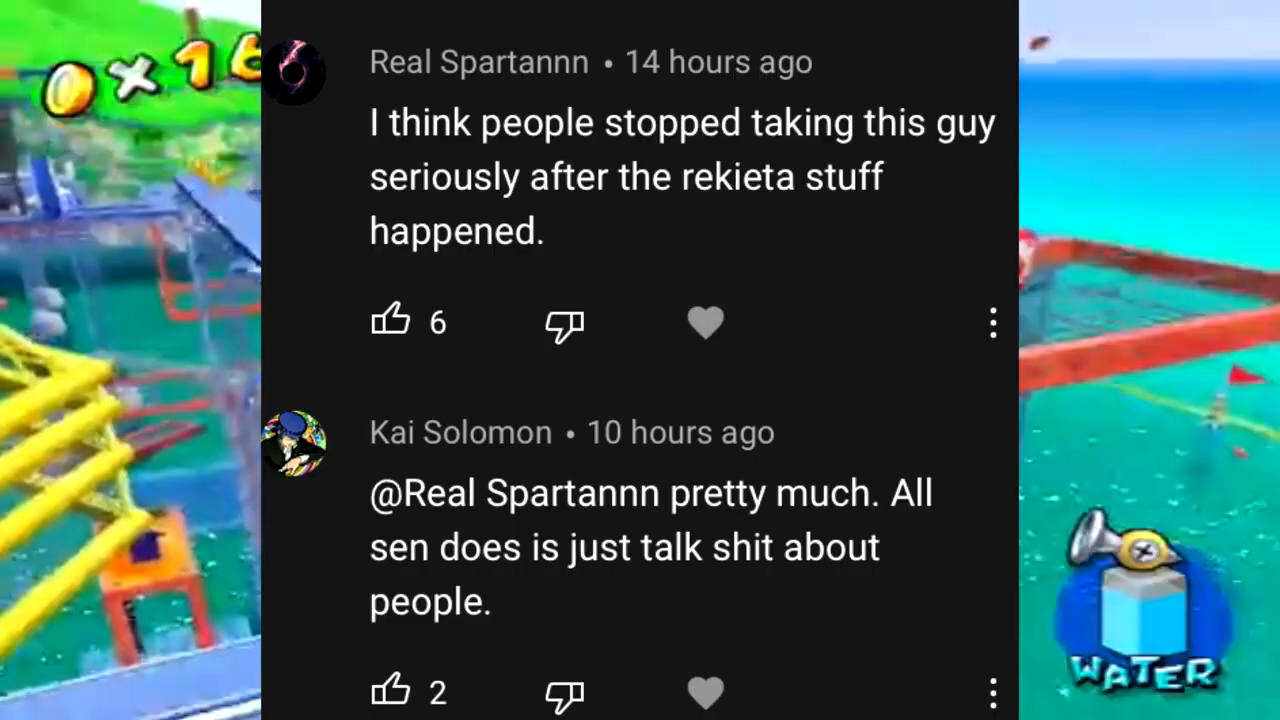 × 16
Real Spartannn • 14 hours ago
I think people stopped taking this guy
seriously after the rekieta stuff
happened.
6
Kai Solomon • 10 hours ago
@Real Spartannn pretty much. All
sen does is just talk shit about
people.
2
WATER